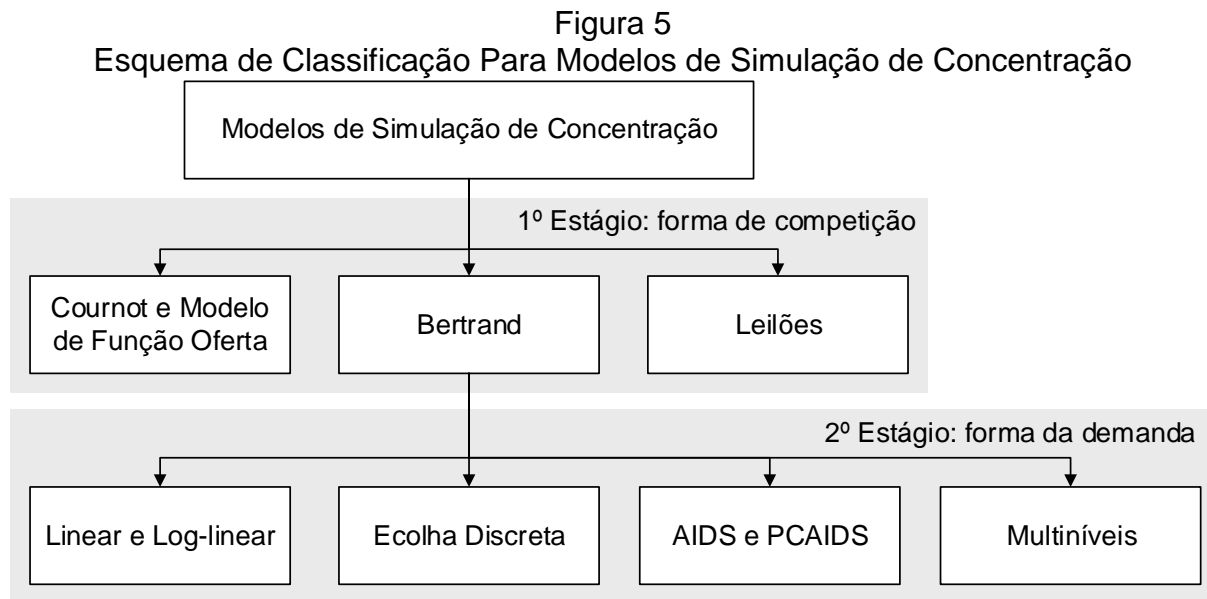 Figura 5
Esquema de Classificação Para Modelos de Simulação de Concentração
Modelos de Simulação de Concentração
1º Estágio: forma de competição
Cournot e Modelo
de Função Oferta
Bertrand
Leilões
2º Estágio: forma da demanda
Linear e Log-linear
Ecolha Discreta
AIDS e PCAIDS
Multiníveis